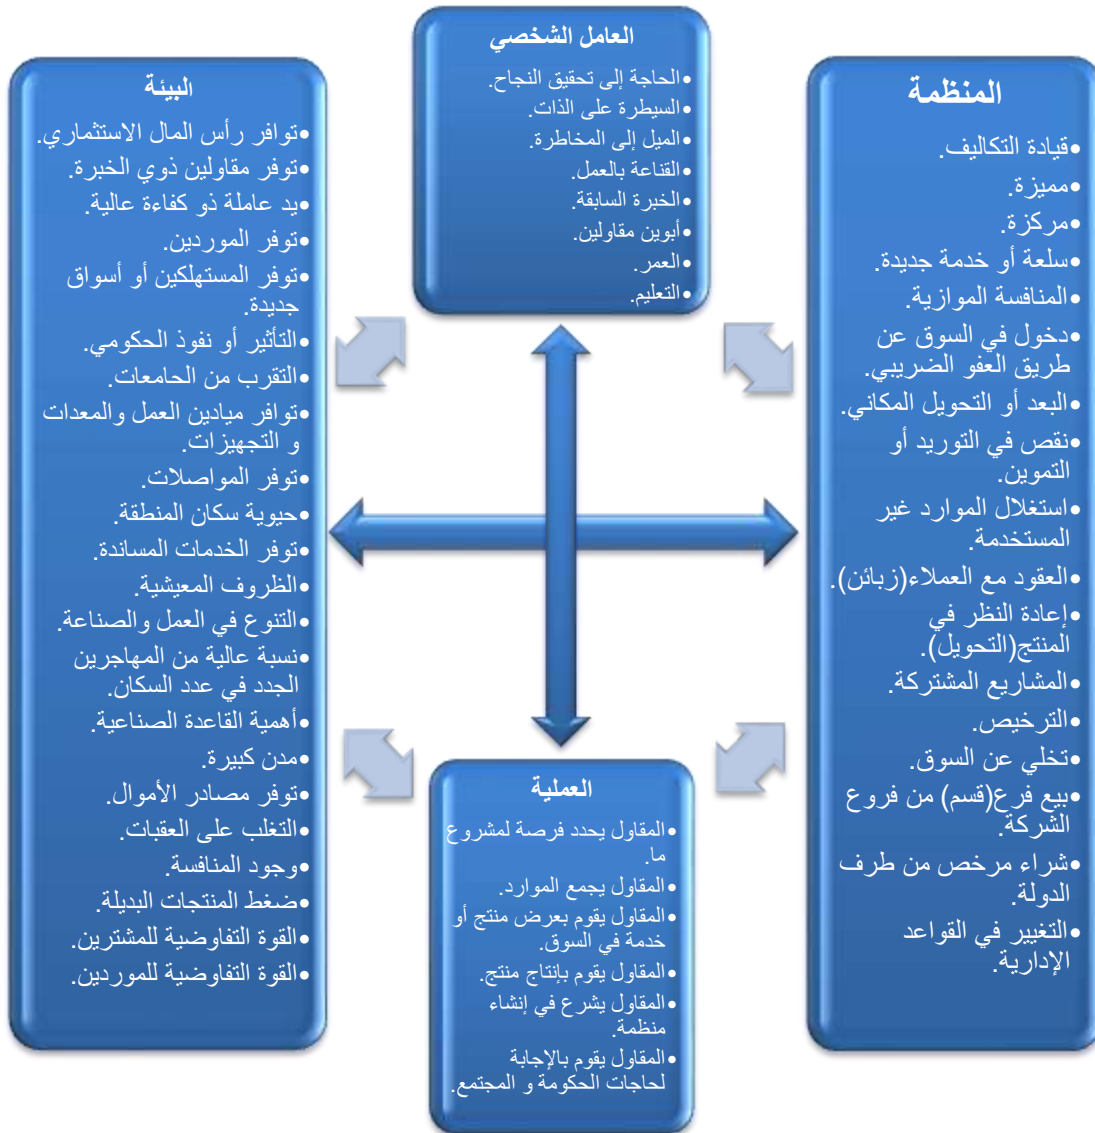 العامل الشخصي
•الحاجة إلى تحقيق النجاح.
•السيطرة على الذات.
•الميل إلى المخاطرة.
•القناعة بالعمل.
•الخبرة السابقة.
•أبوين مقاولين.
•العمر.
•التعليم.
المنظمة
•قيادة التكاليف.
•مميزة.
•مركزة.
•سلعة أو خدمة جديدة.
•المنافسة الموازية.
•دخول في السوق عن
طريق العفو الضريبي.
•البعد أو التحويل المكاني.
•نقص في التوريد أو
التموين.
•استغلال الموارد غير
المستخدمة.
•العقود مع العملاء(زبائن).
•إعادة النظر في
المنتج(التحويل).
•المشاريع المشتركة.
•الترخيص.
•تخلي عن السوق.
•بيع فرع(قسم) من فروع
الشركة.
•شراء مرخص من طرف
الدولة.
•التغيير في القواعد
الإدارية.
البيئة
•توافر رأس المال الاستثماري.
•توفر مقاولين ذوي الخبرة.
•يد عاملة ذو كفاءة عالية.
•توفر الموردين.
•توفر المستهلكين أو أسواق
جديدة.
•التأثير أو نفوذ الحكومي.
•التقرب من الحامعات.
•توافر ميادين العمل والمعدات
و التجهيزات.
•توفر المواصلات.
•حيوية سكان المنطقة.
•توفر الخدمات المساندة.
•الظروف المعيشية.
•التنوع في العمل والصناعة.
•نسبة عالية من المهاجرين
الجدد في عدد السكان.
•أهمية القاعدة الصناعية.
•مدن كبيرة.
•توفر مصادر الأموال.
•التغلب على العقبات.
•وجود المنافسة.
•ضغط المنتجات البديلة.
•القوة التفاوضية للمشترين.
•القوة التفاوضية للموردين.
العملية
•المقاول يحدد فرصة لمشروع
ما.
•المقاول يجمع الموارد.
•المقاول يقوم بعرض منتج أو
خدمة في السوق.
•المقاول يقوم بإنتاج منتج.
•المقاول يشرع في إنشاء
منظمة.
•المقاول يقوم بالإجابة
لحاجات الحكومة و المجتمع.